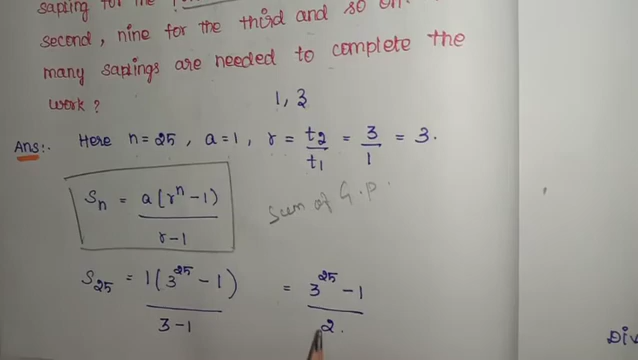 sapling for the
second, nine for the third and so on.
many saplings are needed to complete the
work?
1, 3
Ans:- Here n=25, a=1, r = t2/t1 = 3/1 = 3.
Sn = a(r^n -1)/r-1
Sum of G.P.
S25 = 1(3^25 -1)/3-1 = 3^25 -1/2.